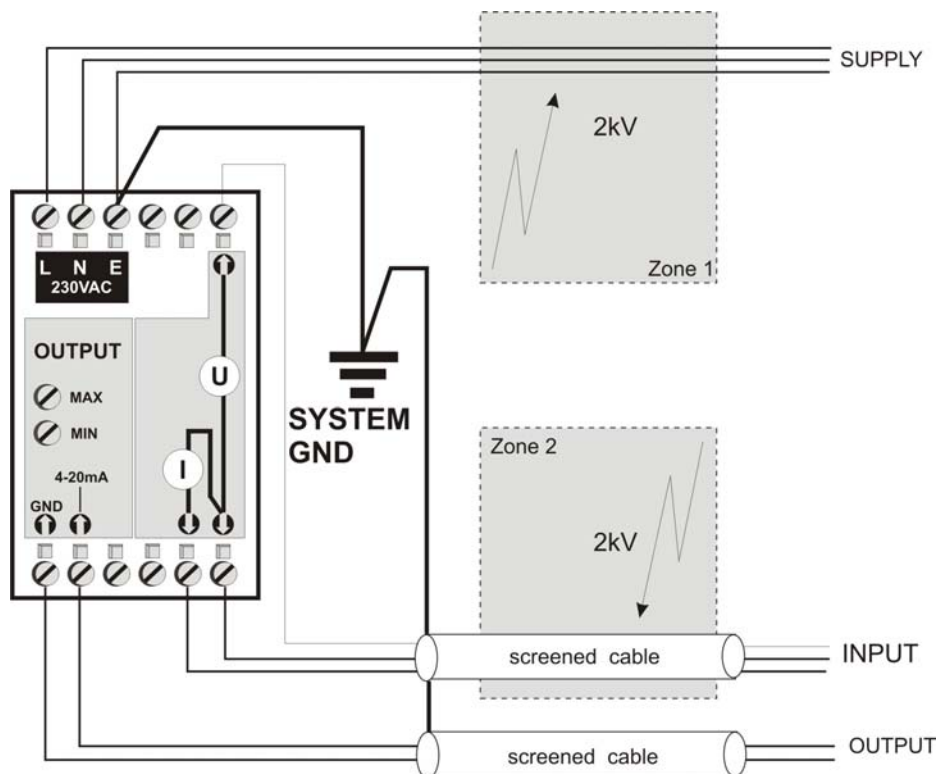 SUPPLY
2kV
Zone 1
L N E
230VAC
OUTPUT
MAX
MIN
4-20mA
GND
U
I
SYSTEM
GND
Zone 2
2kV
screened cable
INPUT
screened cable
OUTPUT